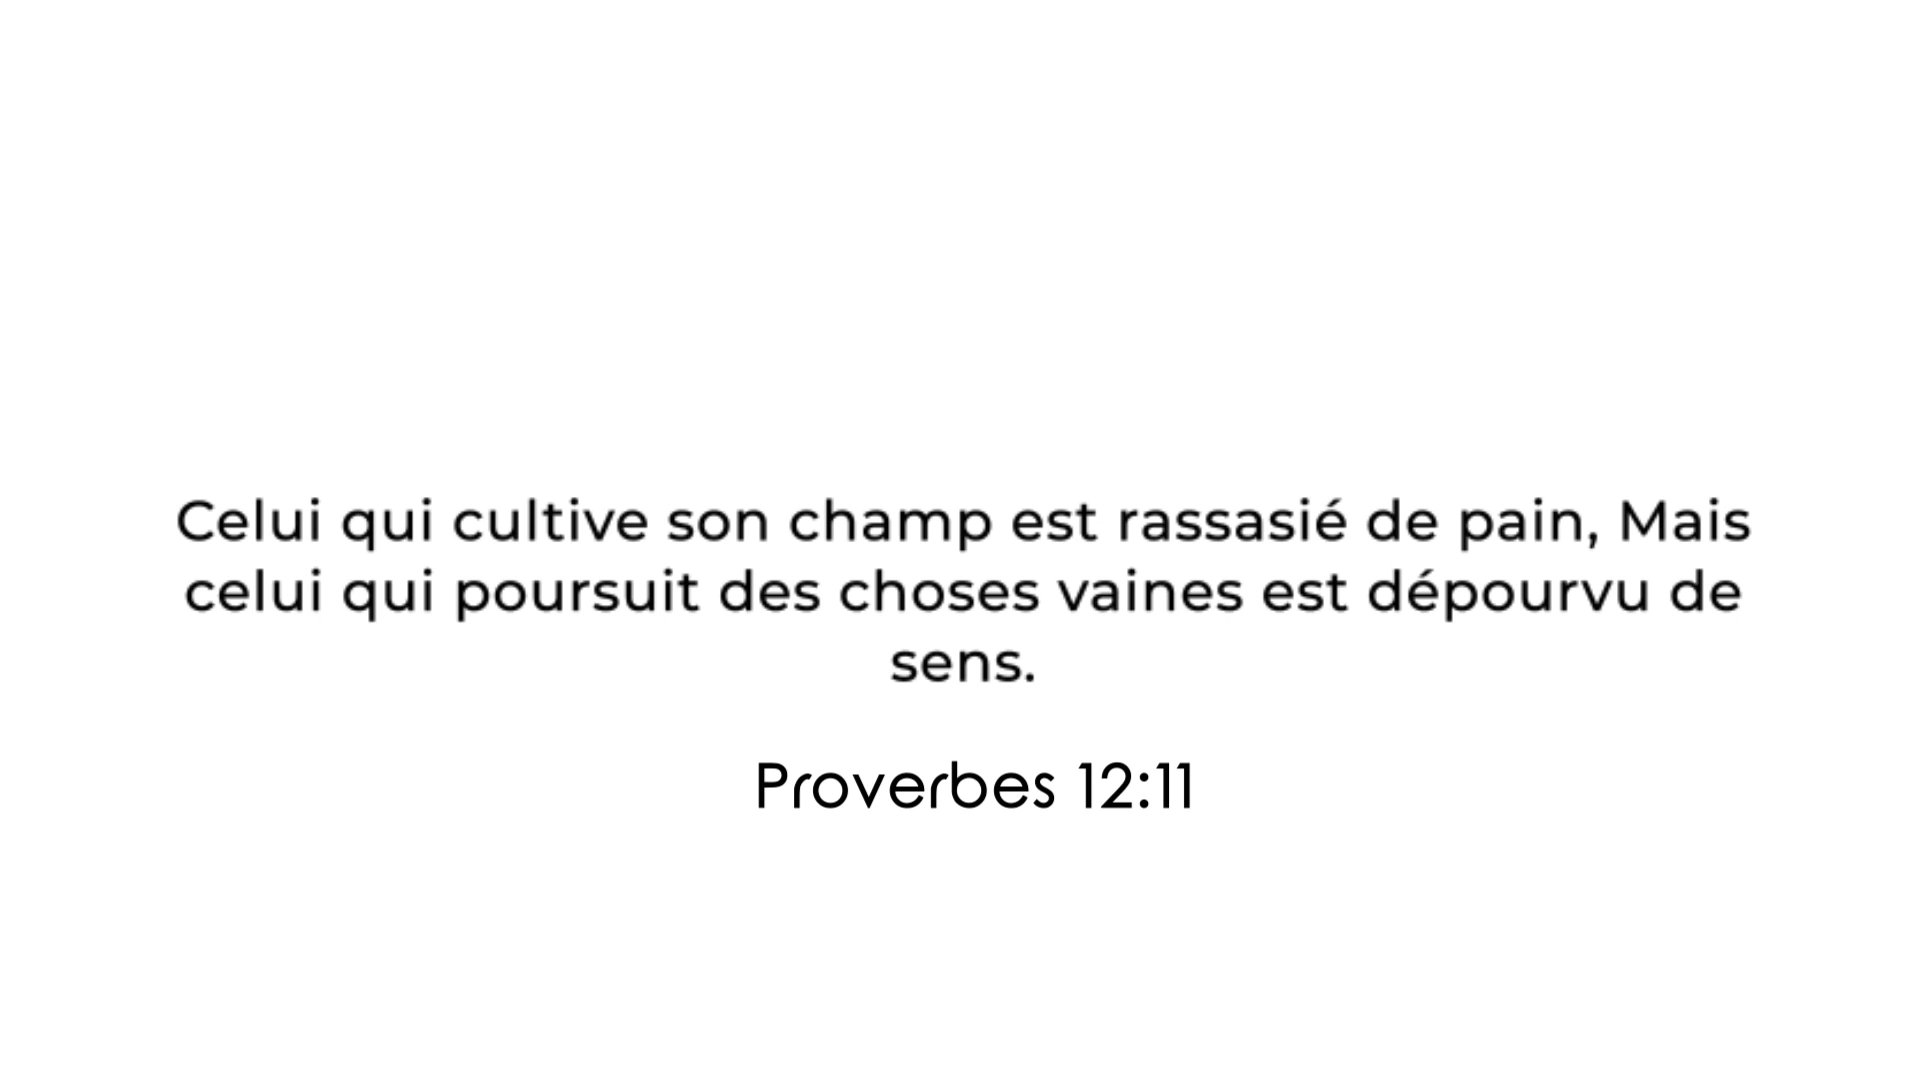 Celui qui cultive son champ est rassasié de pain, Mais
celui qui poursuit des choses vaines est dépourvu de
sens.
Proverbes 12:11